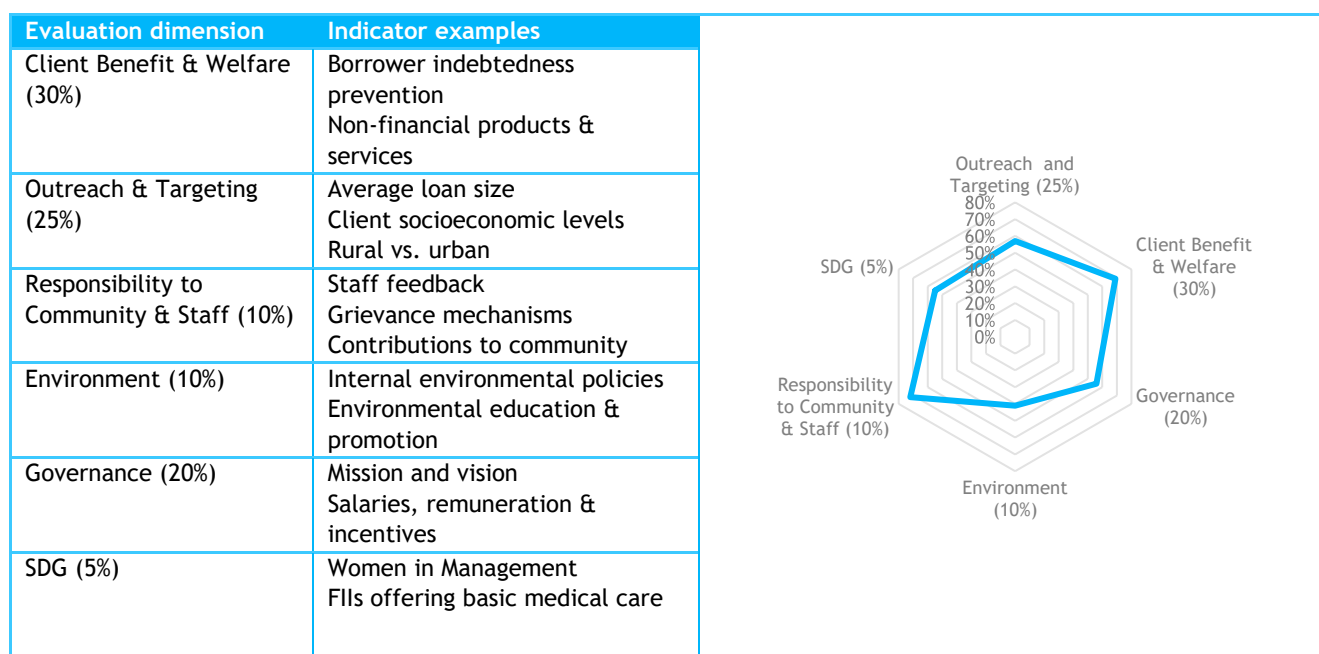 Evaluation dimension Indicator examples
Client Benefit & Welfare Borrower indebtedness
(30%) prevention
Non-financial products &
services
Outreach & Targeting Average loan size
(25%) Client socioeconomic levels
Rural vs. urban
Responsibility to Staff feedback
Community & Staff (10%) Grievance mechanisms
Contributions to community
Environment (10%) Internal environmental policies
Environmental education &
promotion
Governance (20%) Mission and vision
Salaries, remuneration &
incentives
SDG (5%) Women in Management
FIIs offering basic medical care
Outreach and
Targeting (25%)
80%
70%
60%
50%
40%
30%
20%
10%
0%
Client Benefit
& Welfare
(30%)
Governance
(20%)
Environment
(10%)
Responsibility
to Community
& Staff (10%)
SDG (5%)